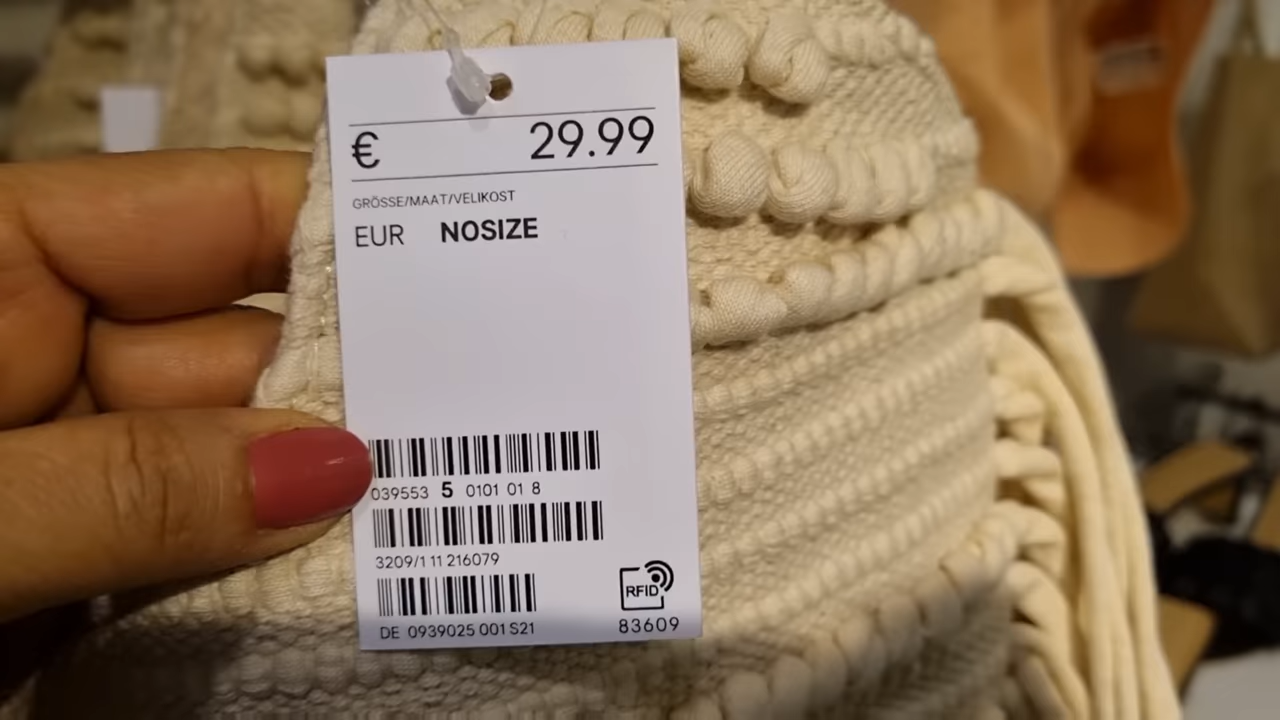 € 29.99
GRÖSSE/MAAT/VELIKOST
EUR NOSIZE
039553 5 0101 01 8
3209/1 11 216079
RFID
DE 0939025 001 S21
83609